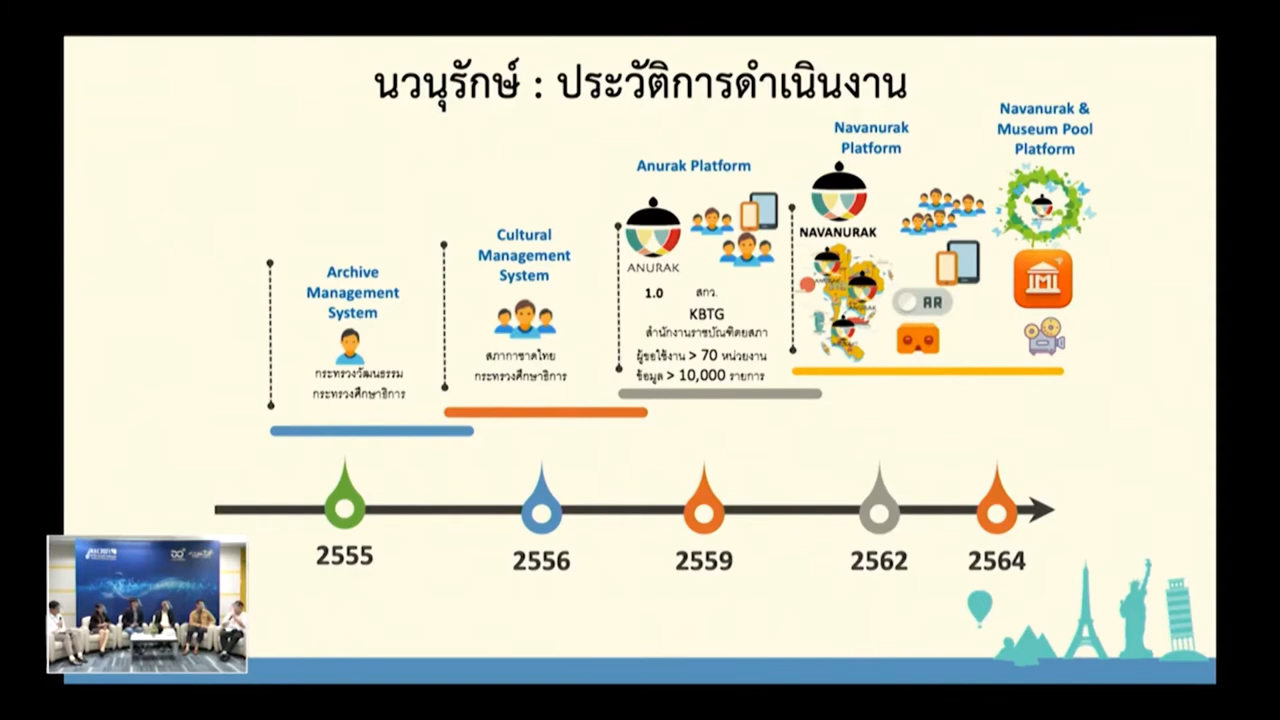 นวนุรักษ์ : ประวัติการดำเนินงาน
Archive
Management
System
กระทรวงวัฒนธรรม
กระทรวงศึกษาธิการ
Cultural
Management
System
สภากาชาดไทย
กระทรวงศึกษาธิการ
Anurak Platform
ANURAK
1.0 สกว.
KBTG
สำนักงานราชบัณฑิตยสภา
ผู้ขอใช้งาน > 70 หน่วยงาน
ข้อมูล > 10,000 รายการ
Navanurak
Platform
NAVANURAK
AR
Navanurak &
Museum Pool
Platform
2555
2556
2559
2562
2564